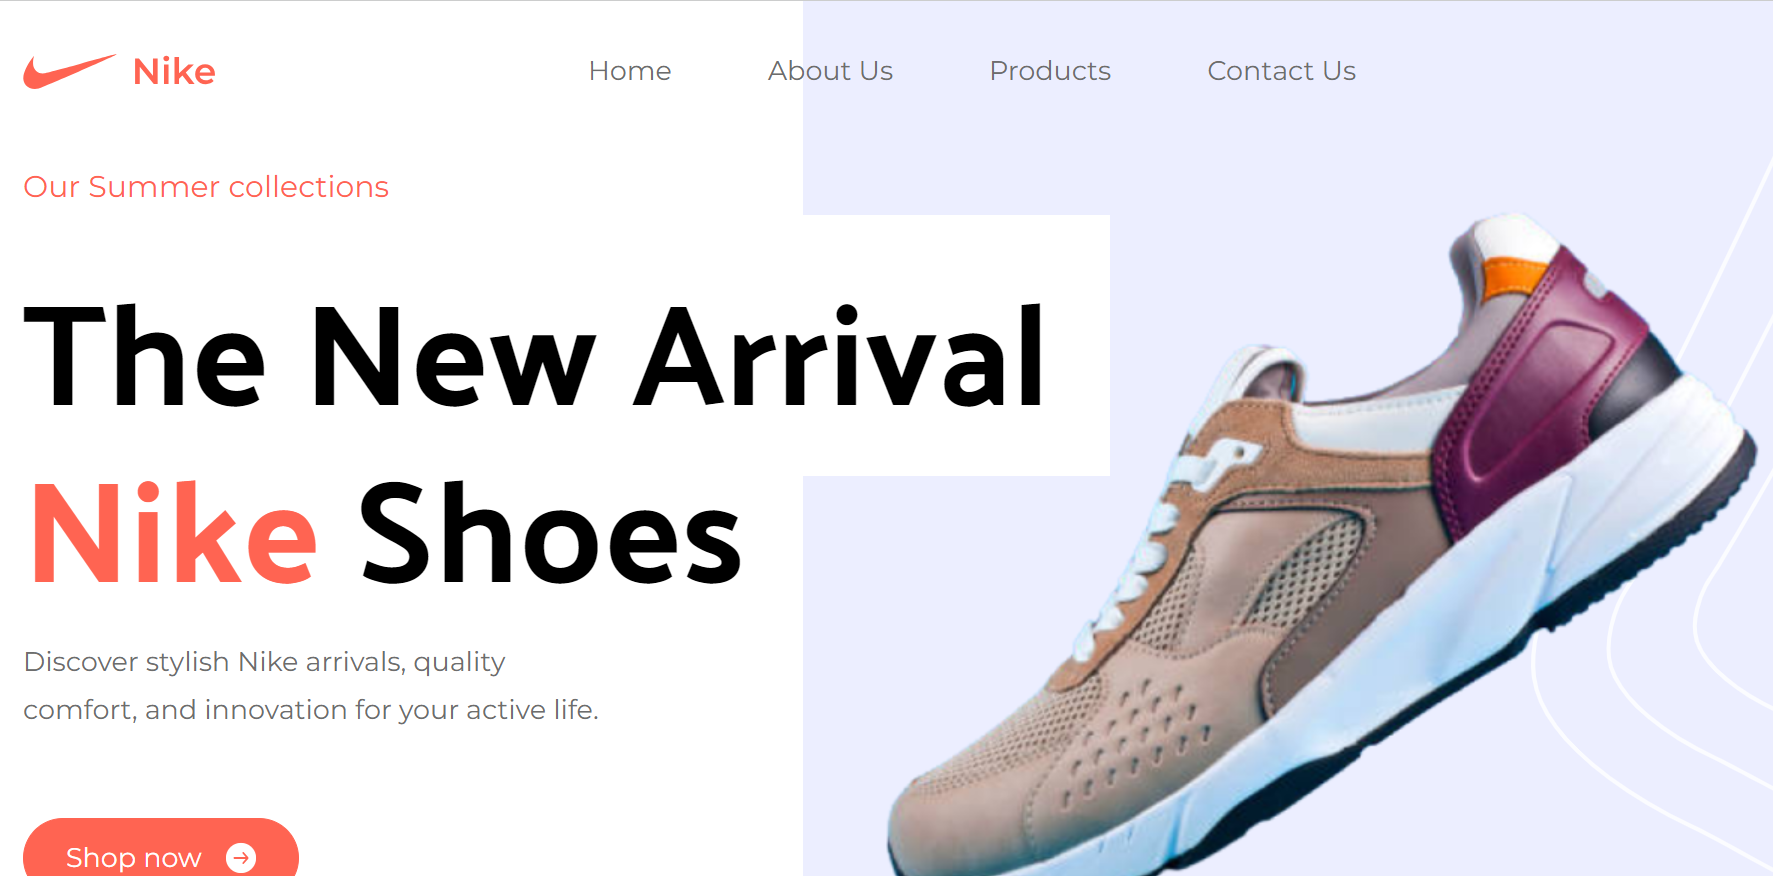 Nike
Home About Us Products Contact Us
Our Summer collections
The New Arrival
Nike Shoes
Discover stylish Nike arrivals, quality
comfort, and innovation for your active life.
Shop now